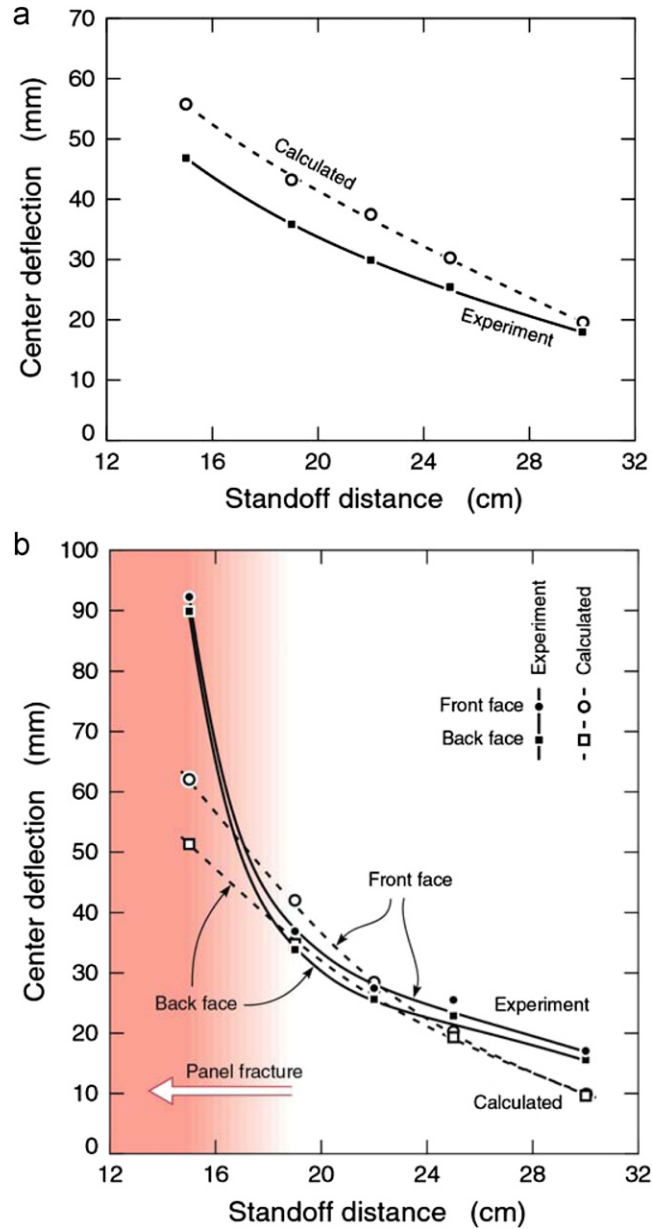 a
70
60
50
40
30
20
10
0
Center deflection (mm)
Calculated
Experiment
12 16 20 24 28 32
Standoff distance (cm)
b
100
90
80
70
60
50
40
30
20
10
0
Center deflection (mm)
Experiment
Calculated
Front face
Back face
Front face
Back face
Experiment
Panel fracture
Calculated
12 16 20 24 28 32
Standoff distance (cm)